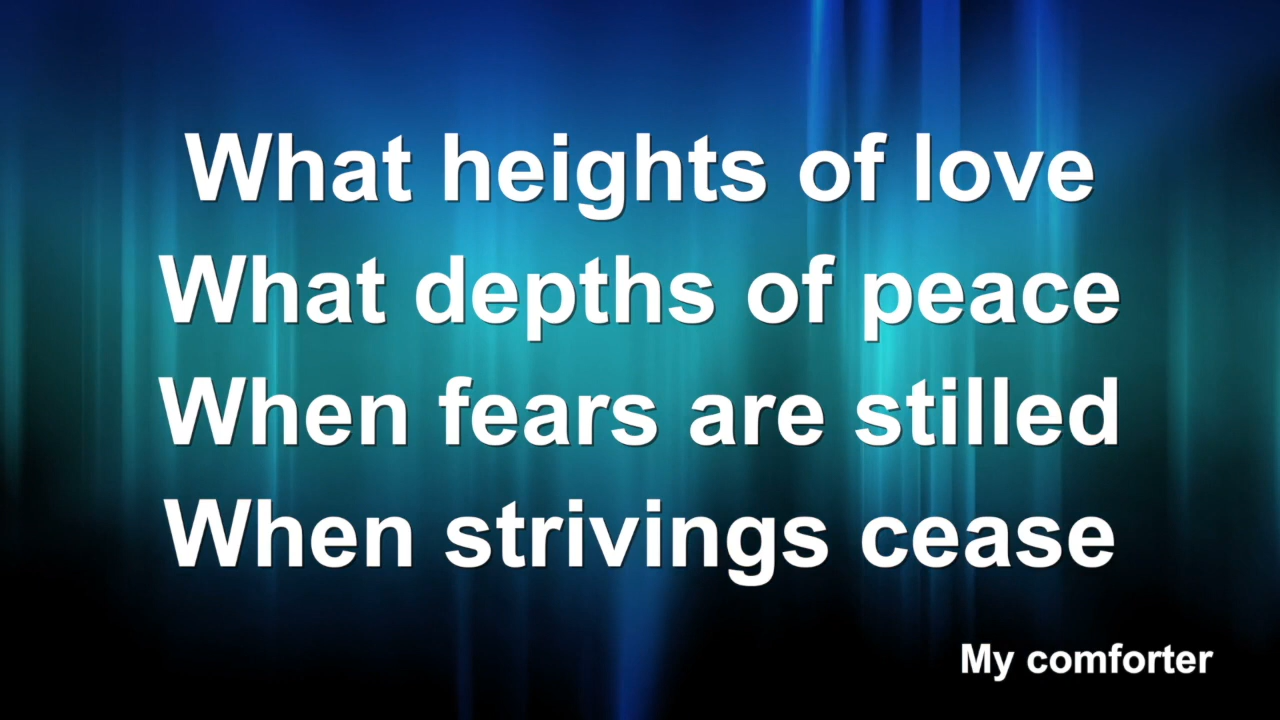 What heights of love
What depths of peace
When fears are stilled
When strivings cease
My comforter